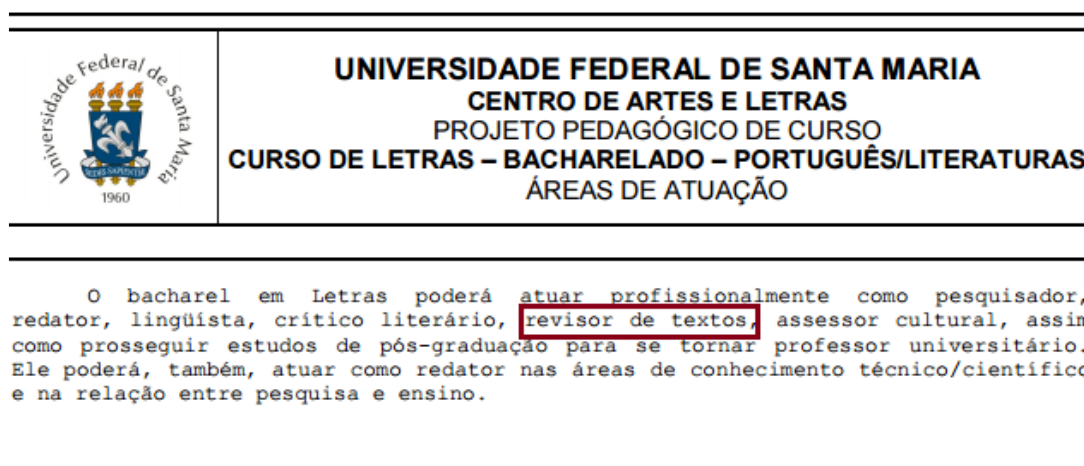 Universidade Federal de Santa Maria
SEDES SAPIENTIAE
1960
UNIVERSIDADE FEDERAL DE SANTA MARIA
CENTRO DE ARTES E LETRAS
PROJETO PEDAGÓGICO DE CURSO
CURSO DE LETRAS – BACHARELADO – PORTUGUÊS/LITERATURAS
ÁREAS DE ATUAÇÃO
O bacharel em Letras poderá atuar profissionalmente como pesquisador,
redator, lingüista, crítico literário, revisor de textos, assessor cultural, assim
como prosseguir estudos de pós-graduação para se tornar professor universitário.
Ele poderá, também, atuar como redator nas áreas de conhecimento técnico/científico
e na relação entre pesquisa e ensino.